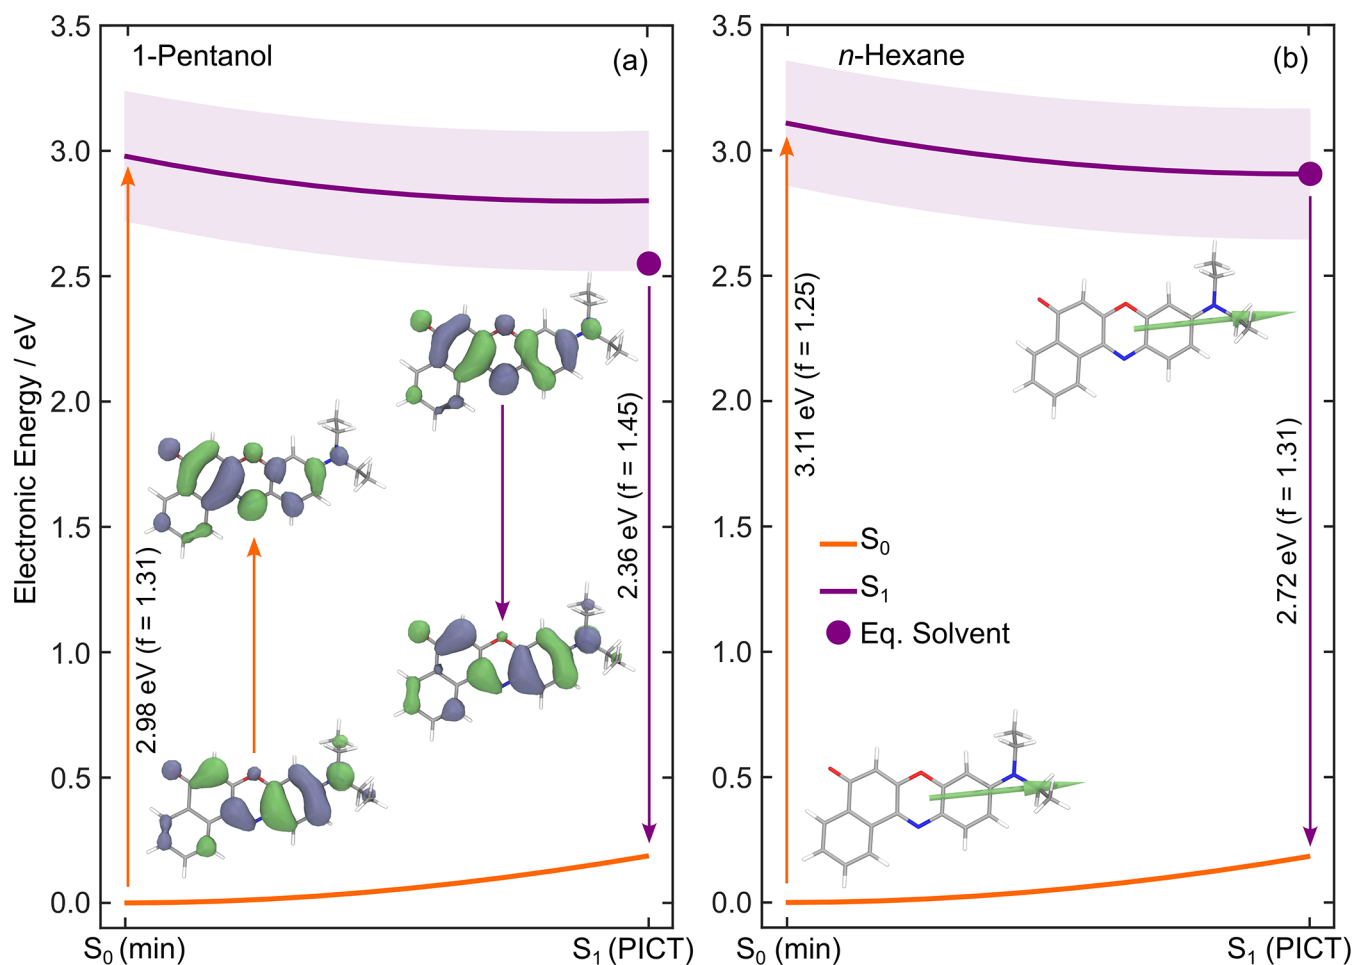 Electronic Energy / eV
3.5
3.0
2.5
2.0
1.5
1.0
0.5
0.0
1-Pentanol
(a)
2.98 eV (f = 1.31)
2.36 eV (f = 1.45)
S₀ (min)
S₁ (PICT)
3.5
3.0
2.5
2.0
1.5
1.0
0.5
0.0
n-Hexane
(b)
3.11 eV (f = 1.25)
2.72 eV (f = 1.31)
S₀
S₁
Eq. Solvent
S₀ (min)
S₁ (PICT)